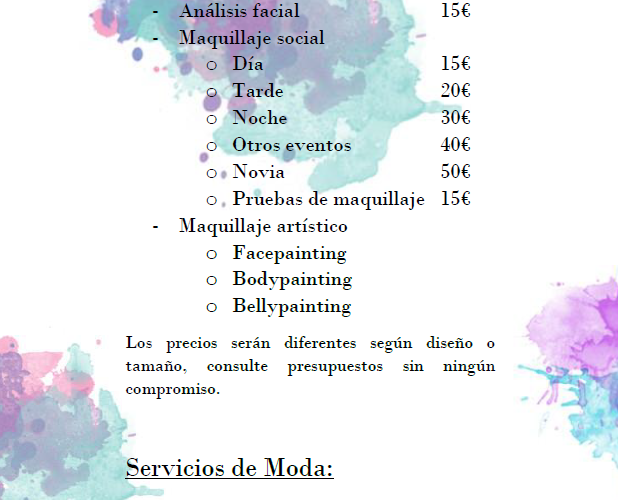 - Análisis facial 15€
- Maquillaje social
o Día 15€
o Tarde 20€
o Noche 30€
o Otros eventos 40€
o Novia 50€
o Pruebas de maquillaje 15€
- Maquillaje artístico
o Facepainting
o Bodypainting
o Bellypainting
Los precios serán diferentes según diseño o
tamaño, consulte presupuestos sin ningún
compromiso.
Servicios de Moda: